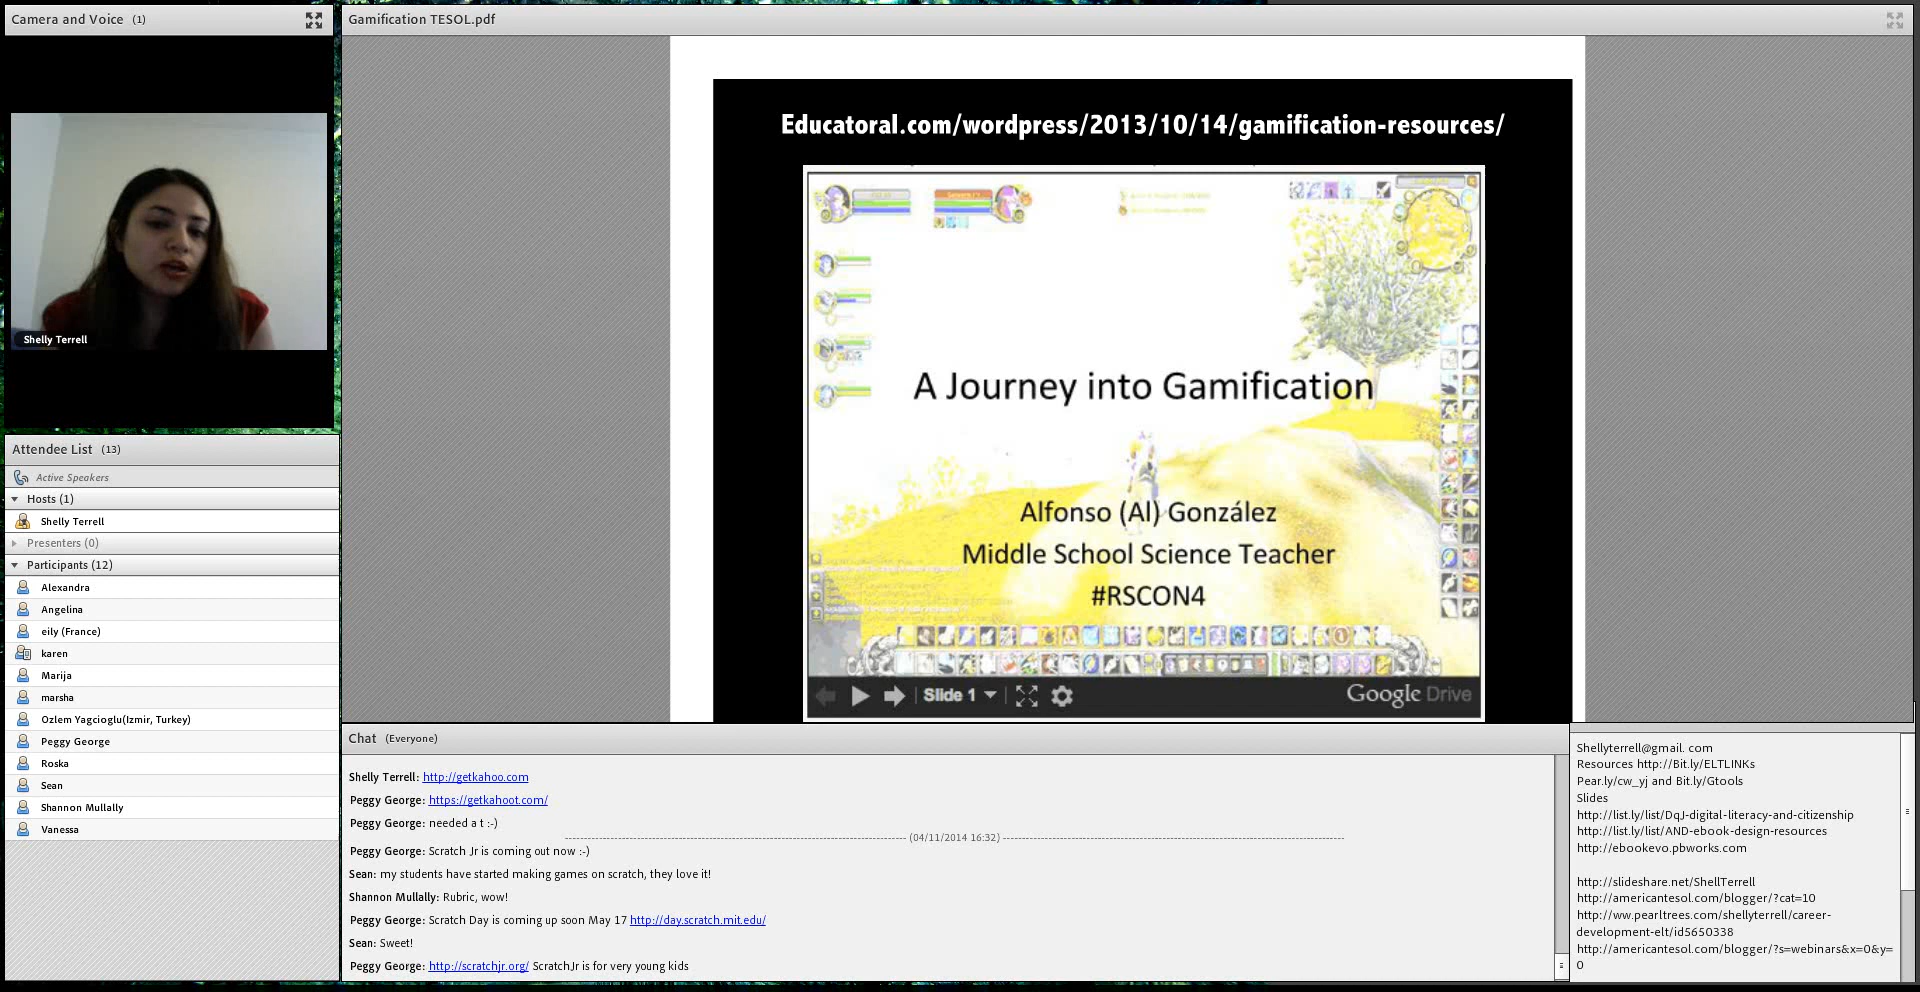 Camera and Voice (1)
Shelly Terrell
Attendee List (13)
Active Speakers
Hosts (1)
Shelly Terrell
Presenters (0)
Participants (12)
Alexandra
Angelina
eily (France)
karen
Marija
marsha
Ozlem Yagcioglu(Izmir, Turkey)
Peggy George
Roska
Sean
Shannon Mullally
Vanessa
Gamification TESOL.pdf
Educatoral.com/wordpress/2013/10/14/gamification-resources/
A Journey into Gamification
Alfonso (Al) González
Middle School Science Teacher
#RSCON4
Slide 1
Google Drive
Chat (Everyone)
Shelly Terrell: http://getkahoo.com
Peggy George: https://getkahoot.com/
Peggy George: needed a t :-)
(04/11/2014 16:32)
Peggy George: Scratch Jr is coming out now :-)
Sean: my students have started making games on scratch, they love it!
Shannon Mullally: Rubric, wow!
Peggy George: Scratch Day is coming up soon May 17 http://day.scratch.mit.edu/
Sean: Sweet!
Peggy George: http://scratchjr.org/ ScratchJr is for very young kids
Shellyterrell@gmail. com
Resources http://Bit.ly/ELTLINKs
Pear.ly/cw_yj and Bit.ly/Gtools
Slides
http://list.ly/list/DqJ-digital-literacy-and-citizenship
http://list.ly/list/AND-ebook-design-resources
http://ebookevo.pbworks.com
http://slideshare.net/ShellTerrell
http://americantesol.com/blogger/?cat=10
http://ww.pearltrees.com/shellyterrell/career-
development-elt/id5650338
http://americantesol.com/blogger/?s=webinars&x=0&y=
0